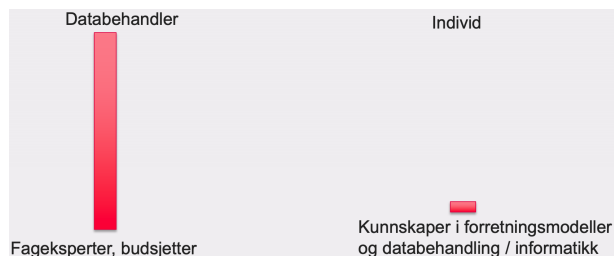 Databehandler
Individ
Fageksperter, budsjetter
Kunnskaper i forretningsmodeller
og databehandling / informatikk